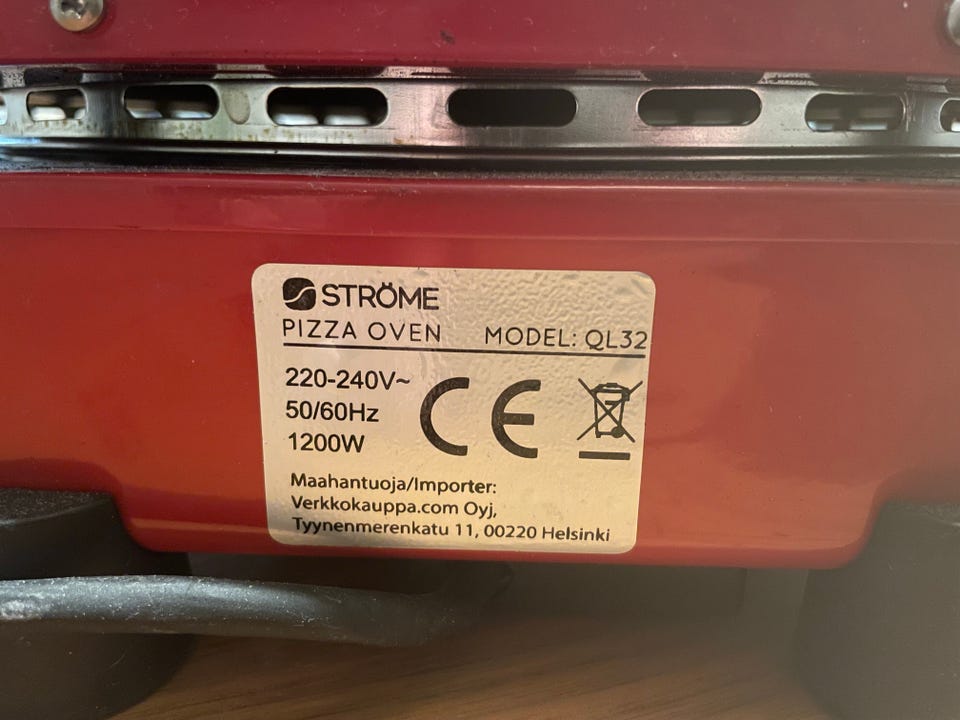 STRÖME
PIZZA OVEN MODEL: QL32
220-240V~
50/60Hz
1200W
CE
Maahantuoja/Importer:
Verkkokauppa.com Oyj,
Tyynenmerenkatu 11, 00220 Helsinki